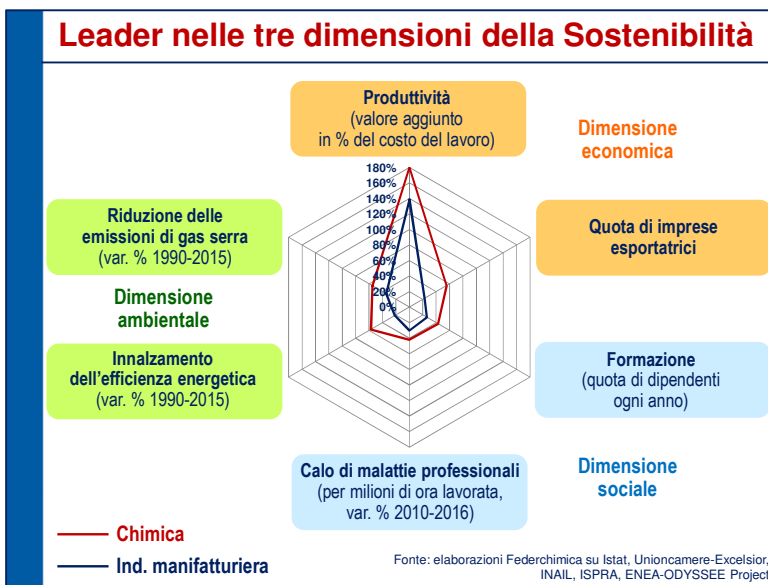 Leader nelle tre dimensioni della Sostenibilità
Produttività
(valore aggiunto
in % del costo del lavoro)
Dimensione
economica
180%
160%
140%
120%
100%
80%
60%
40%
20%
0%
Riduzione delle
emissioni di gas serra
(var. % 1990-2015)
Quota di imprese
esportatrici
Dimensione
ambientale
Innalzamento
dell'efficienza energetica
(var. % 1990-2015)
Formazione
(quota di dipendenti
ogni anno)
Calo di malattie professionali
(per milioni di ora lavorata,
var. % 2010-2016)
Dimensione
sociale
Chimica
Ind. manifatturiera
Fonte: elaborazioni Federchimica su Istat, Unioncamere-Excelsior,
INAIL, ISPRA, ENEA-ODYSSEE Project